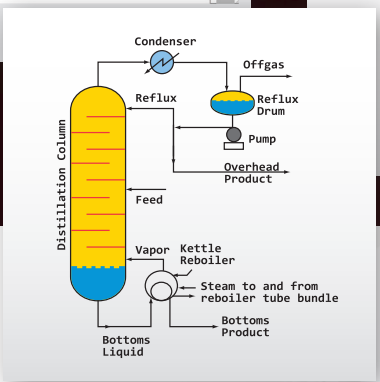 Condenser
Offgas
Reflux
Reflux
Drum
Pump
Distillation Column
Overhead
Product
Feed
Vapor
Kettle
Reboiler
Steam to and from
reboiler tube bundle
Bottoms
Product
Bottoms
Liquid